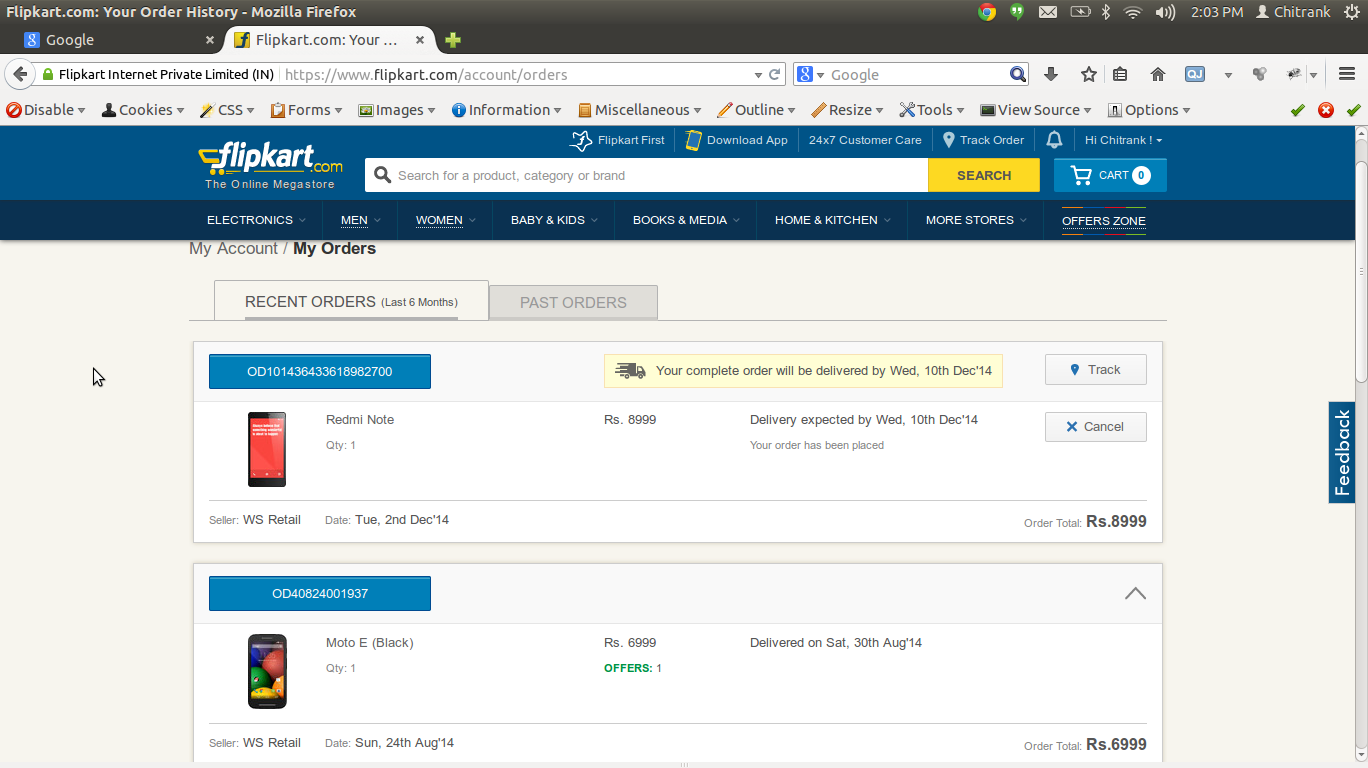 Flipkart.com: Your Order History - Mozilla Firefox
2:03 PM Chitrank
Google
Flipkart.com: Your ...
Flipkart Internet Private Limited (IN) https://www.flipkart.com/account/orders
Google
Disable Cookies CSS Forms Images Information Miscellaneous Outline Resize Tools View Source Options
Flipkart First Download App 24x7 Customer Care Track Order Hi Chitrank !
flipkart.com
The Online Megastore
Search for a product, category or brand
SEARCH
CART 0
ELECTRONICS MEN WOMEN BABY & KIDS BOOKS & MEDIA HOME & KITCHEN MORE STORES OFFERS ZONE
My Account / My Orders
RECENT ORDERS (Last 6 Months) PAST ORDERS
OD101436433618982700 Your complete order will be delivered by Wed, 10th Dec'14 Track
Redmi Note Rs. 8999 Delivery expected by Wed, 10th Dec'14 Cancel
Qty: 1 Your order has been placed
Seller: WS Retail Date: Tue, 2nd Dec'14 Order Total: Rs.8999
OD40824001937
Moto E (Black) Rs. 6999 Delivered on Sat, 30th Aug'14
Qty: 1 OFFERS: 1
Seller: WS Retail Date: Sun, 24th Aug'14 Order Total: Rs.6999
Feedback